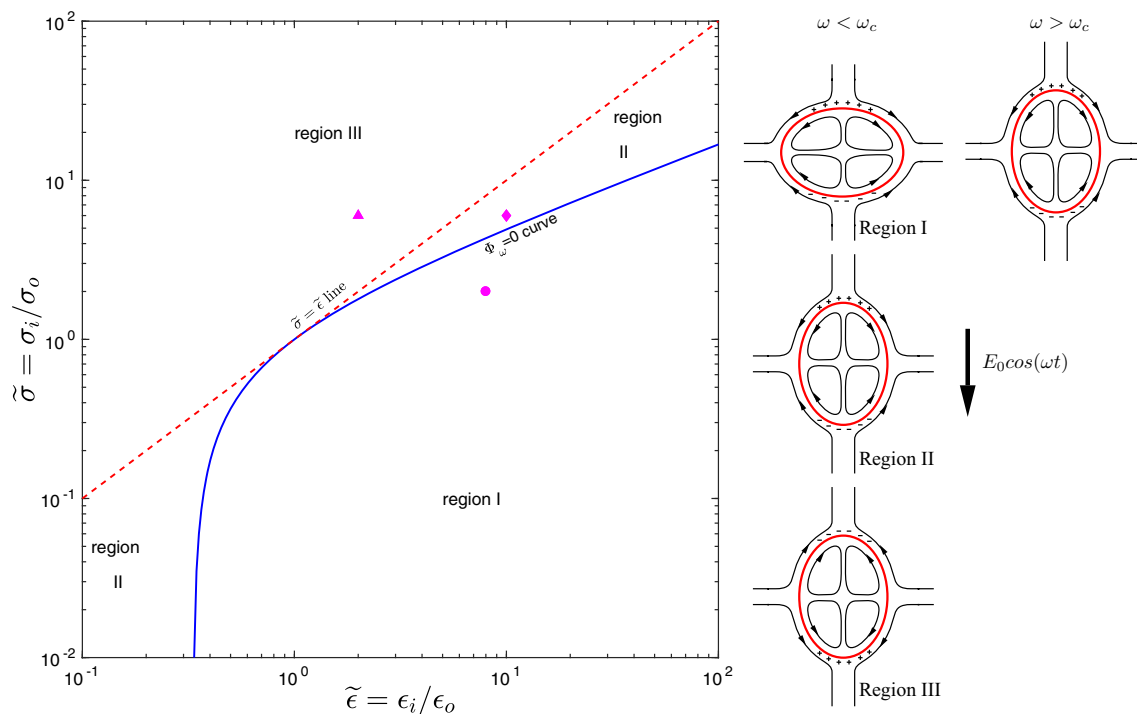 10^2
10^1
10^0
10^-1
10^-2
10^-1
10^0
10^1
10^2
σ̃ = σ_i/σ_o
ϵ̃ = ϵ_i/ϵ_o
region III
region
II
σ̃ = ϵ̃ line
Φ_ω=0 curve
region I
region
II
ω < ω_c
ω > ω_c
Region I
Region II
E_0cos(ωt)
Region III